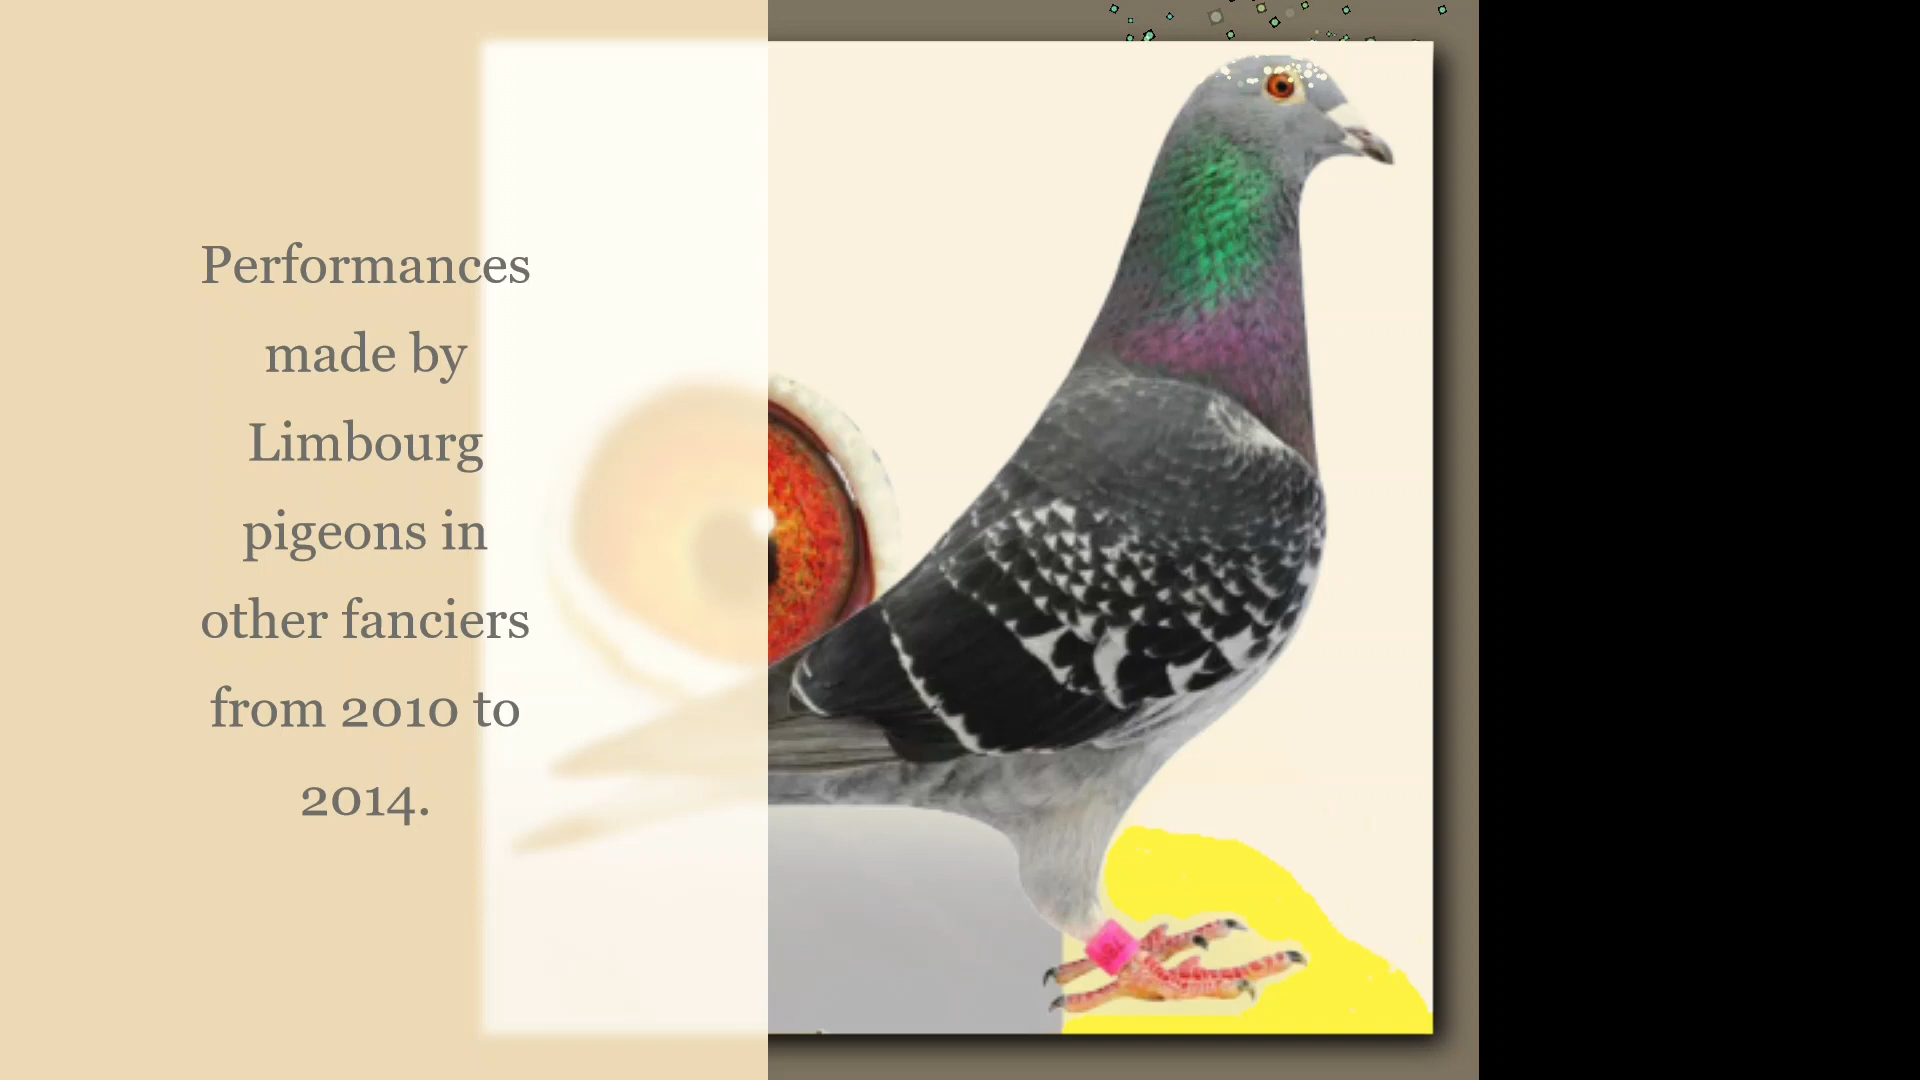 Performances
made by
Limbourg
pigeons in
other fanciers
from 2010 to
2014.